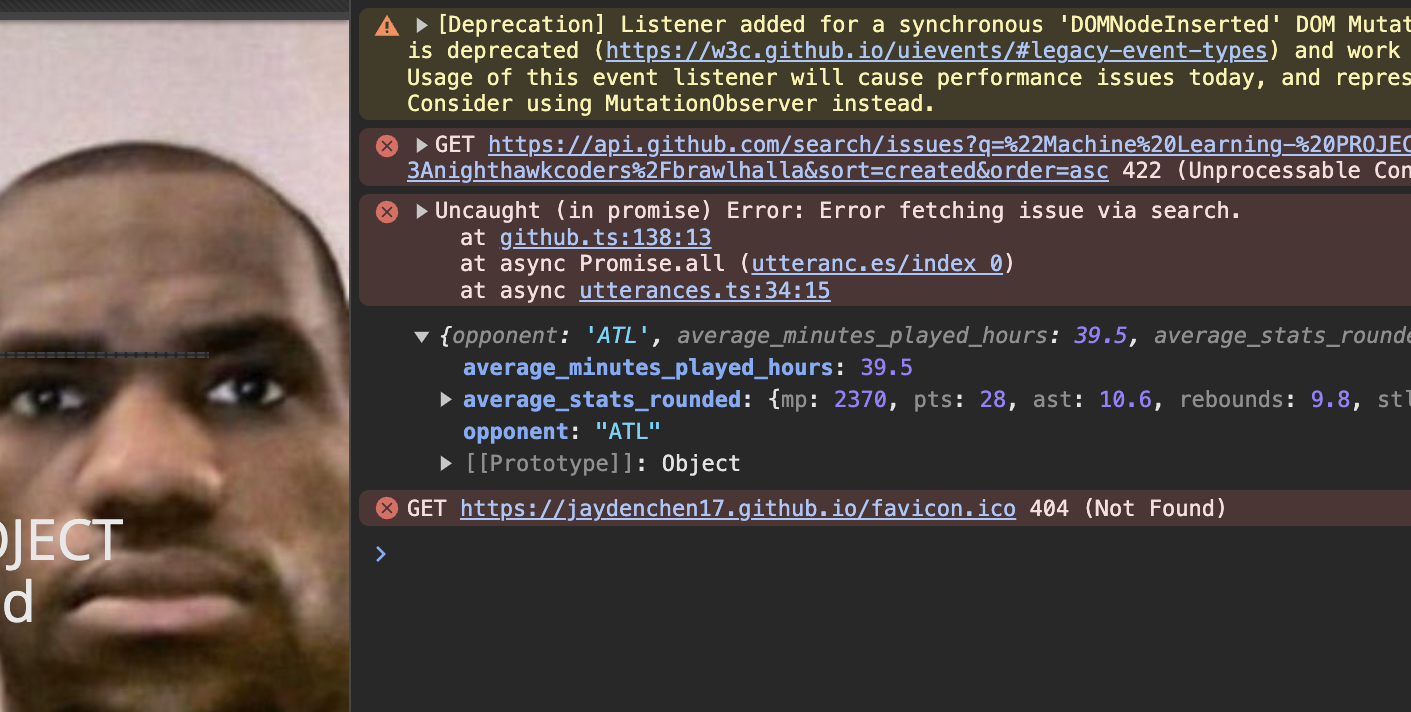 [Deprecation] Listener added for a synchronous 'DOMNodeInserted' DOM Mutat
is deprecated (https://w3c.github.io/uievents/#legacy-event-types) and work
Usage of this event listener will cause performance issues today, and repres
Consider using MutationObserver instead.
GET https://api.github.com/search/issues?q=%22Machine%20Learning-%20PROJEC
3Anighthawkcoders%2Fbrawlhalla&sort=created&order=asc 422 (Unprocessable Con
Uncaught (in promise) Error: Error fetching issue via search.
at github.ts:138:13
at async Promise.all (utteranc.es/index 0)
at async utterances.ts:34:15
{opponent: 'ATL', average_minutes_played_hours: 39.5, average_stats_rounde
average_minutes_played_hours: 39.5
average_stats_rounded: {mp: 2370, pts: 28, ast: 10.6, rebounds: 9.8, stl
opponent: "ATL"
[[Prototype]]: Object
GET https://jaydenchen17.github.io/favicon.ico 404 (Not Found)
OJECT
d